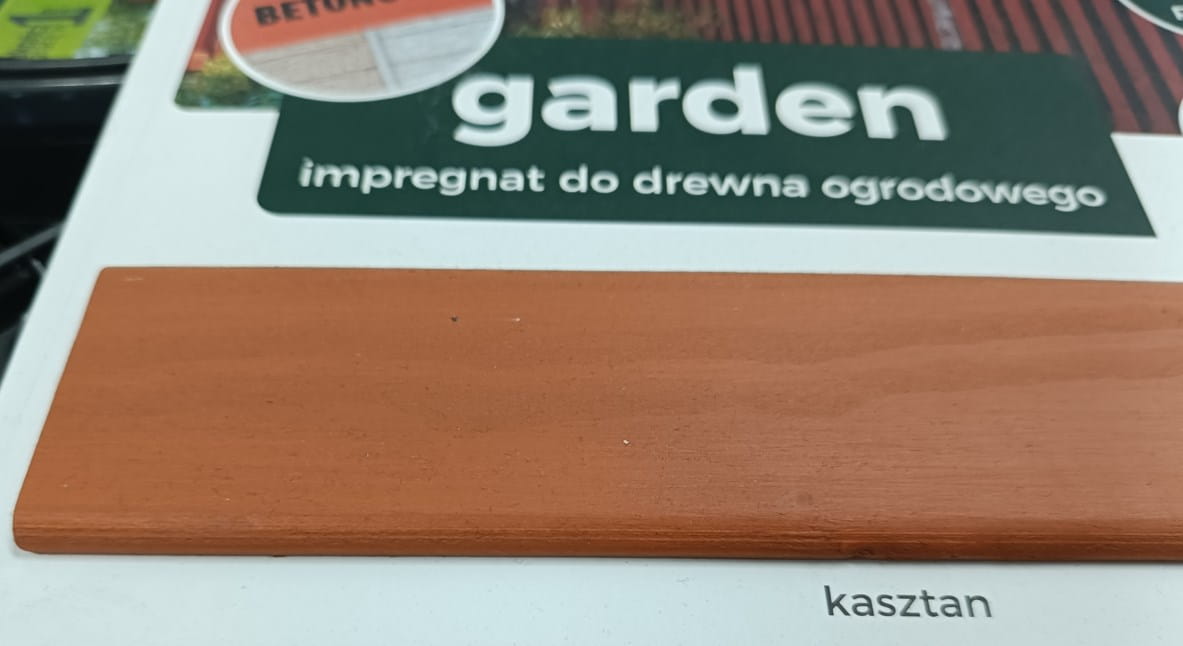 garden
impregnat do drewna ogrodowego
kasztan